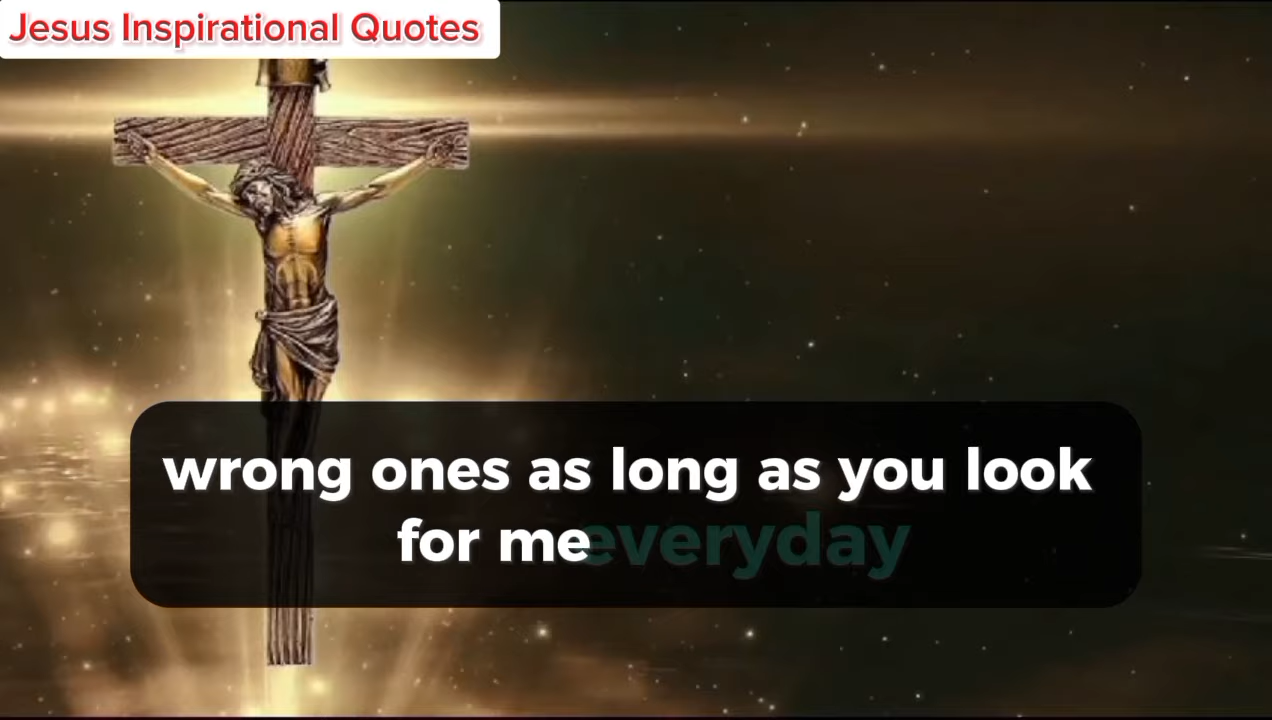 Jesus Inspirational Quotes
wrong ones as long as you look
for me everyday